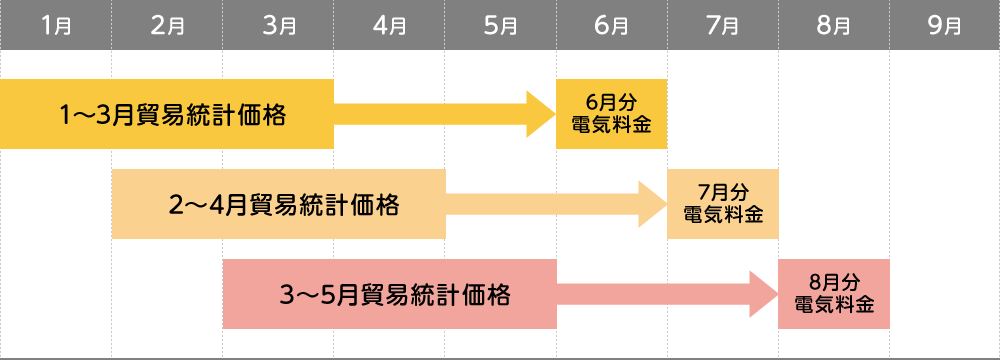 1月 2月 3月 4月 5月 6月 7月 8月 9月
1〜3月貿易統計価格
6月分
電気料金
2〜4月貿易統計価格
7月分
電気料金
3〜5月貿易統計価格
8月分
電気料金